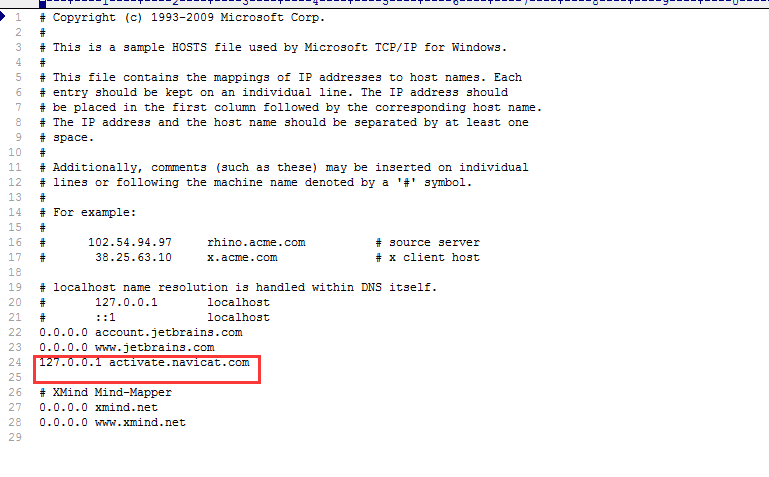 1 # Copyright (c) 1993-2009 Microsoft Corp.
2 #
3 # This is a sample HOSTS file used by Microsoft TCP/IP for Windows.
4 #
5 # This file contains the mappings of IP addresses to host names. Each
6 # entry should be kept on an individual line. The IP address should
7 # be placed in the first column followed by the corresponding host name.
8 # The IP address and the host name should be separated by at least one
9 # space.
10 #
11 # Additionally, comments (such as these) may be inserted on individual
12 # lines or following the machine name denoted by a '#' symbol.
13 #
14 # For example:
15 #
16 #      102.54.94.97     rhino.acme.com          # source server
17 #       38.25.63.10     x.acme.com              # x client host
18
19 # localhost name resolution is handled within DNS itself.
20 #       127.0.0.1       localhost
21 #       ::1             localhost
22 0.0.0.0 account.jetbrains.com
23 0.0.0.0 www.jetbrains.com
24 127.0.0.1 activate.navicat.com
25
26 # XMind Mind-Mapper
27 0.0.0.0 xmind.net
28 0.0.0.0 www.xmind.net
29